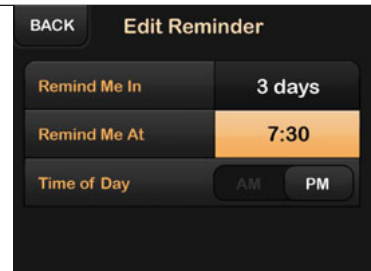 BACK Edit Reminder
Remind Me In 3 days
Remind Me At 7:30
Time of Day AM PM